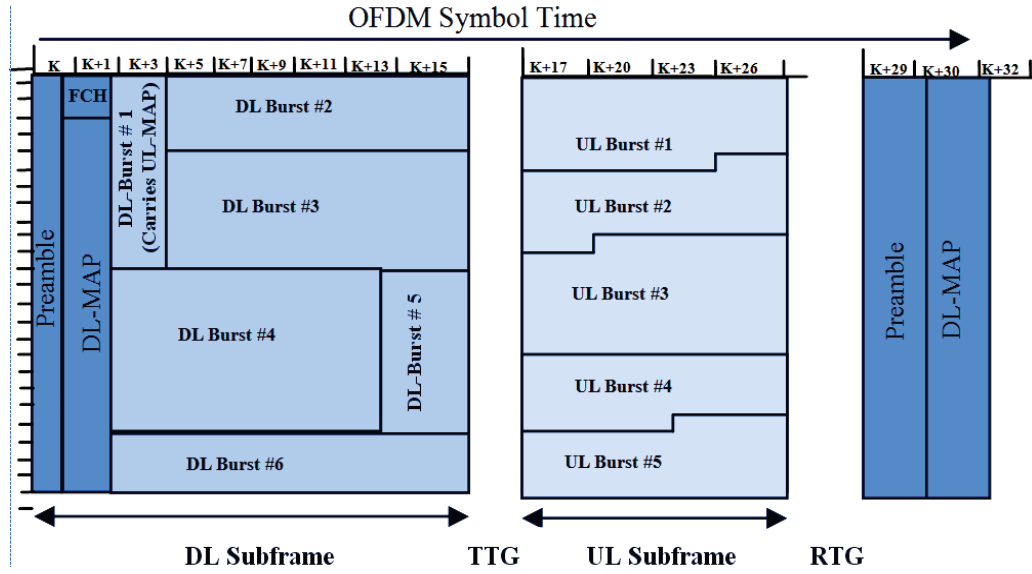 OFDM Symbol Time
K K+1 K+3 K+5 K+7 K+9 K+11 K+13 K+15 K+17 K+20 K+23 K+26 K+29 K+30 K+32
Preamble
FCH
DL-MAP
DL-Burst # 1
(Carries UL-MAP)
DL Burst #2
DL Burst #3
DL Burst #4
DL-Burst # 5
DL Burst #6
UL Burst #1
UL Burst #2
UL Burst #3
UL Burst #4
UL Burst #5
Preamble
DL-MAP
DL Subframe TTG UL Subframe RTG